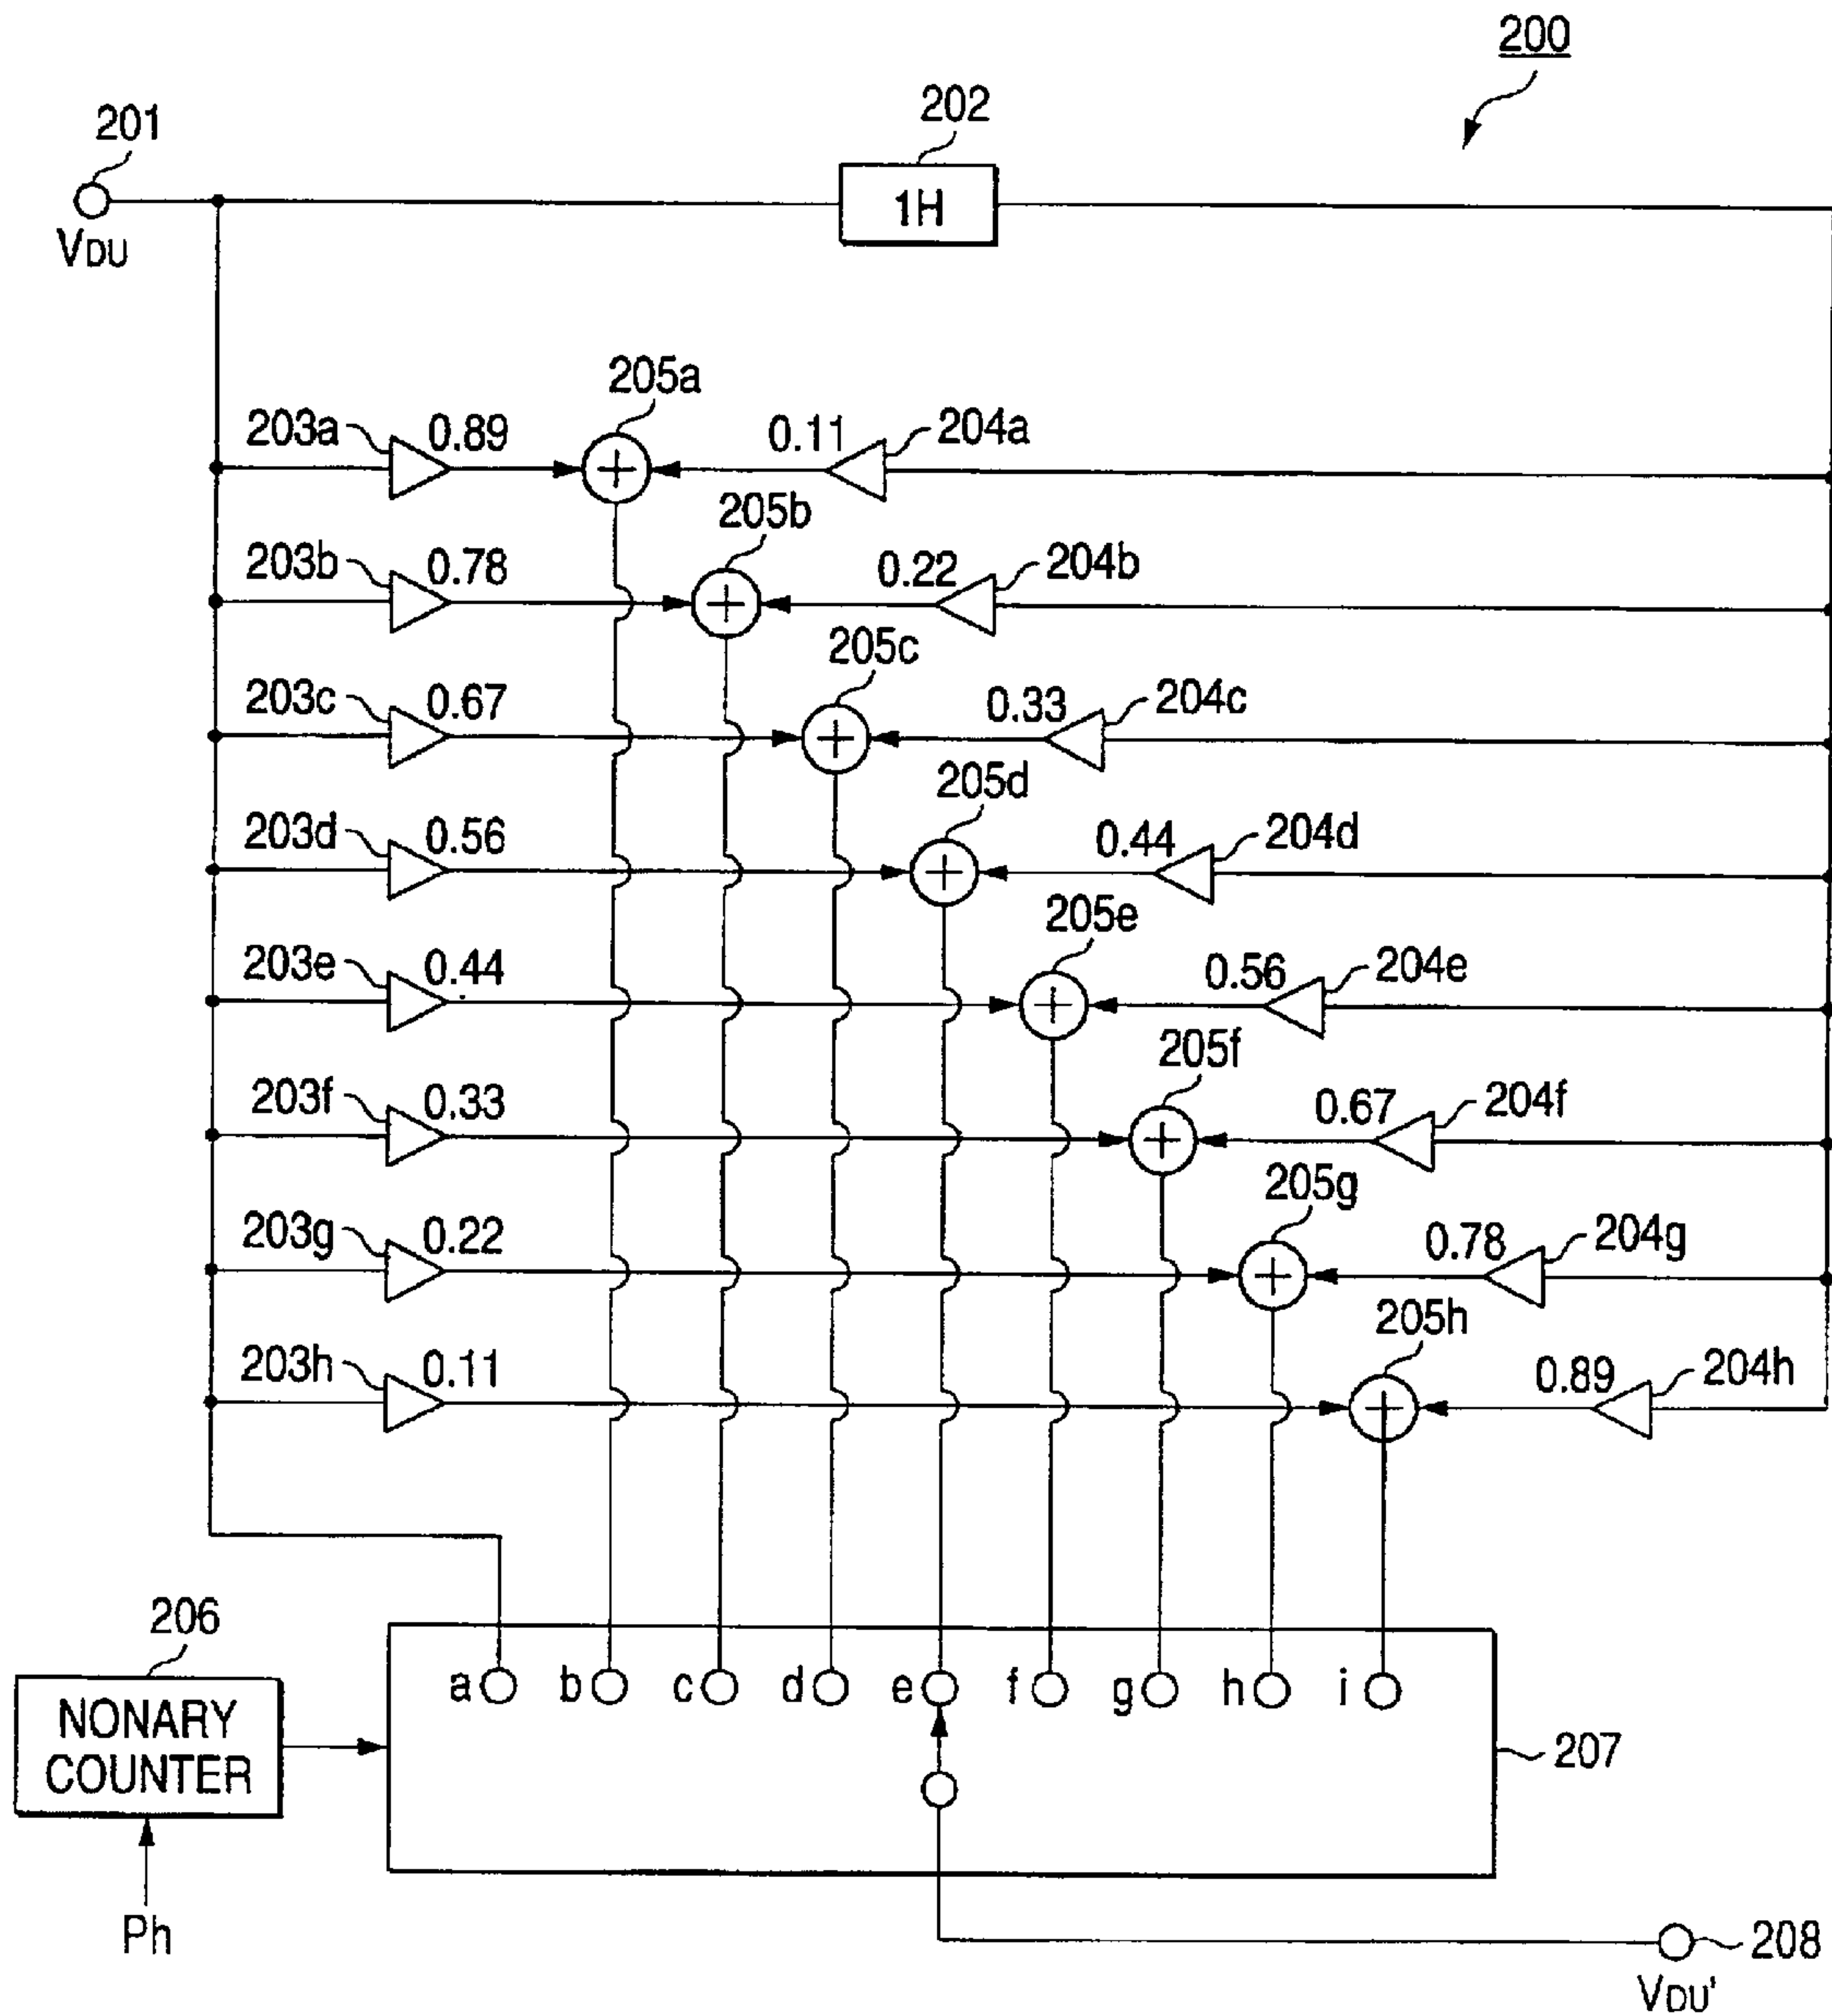 200
201
202
1H
VDU
205a
203a 0.89 0.11 204a
205b
203b 0.78 0.22 204b
205c
203c 0.67 0.33 204c
205d
203d 0.56 0.44 204d
205e
203e 0.44 0.56 204e
205f
203f 0.33 0.67 204f
205g
203g 0.22 0.78 204g
205h
203h 0.11 0.89 204h
206
a b c d e f g h i
NONARY
COUNTER
207
Ph
208
VDU'